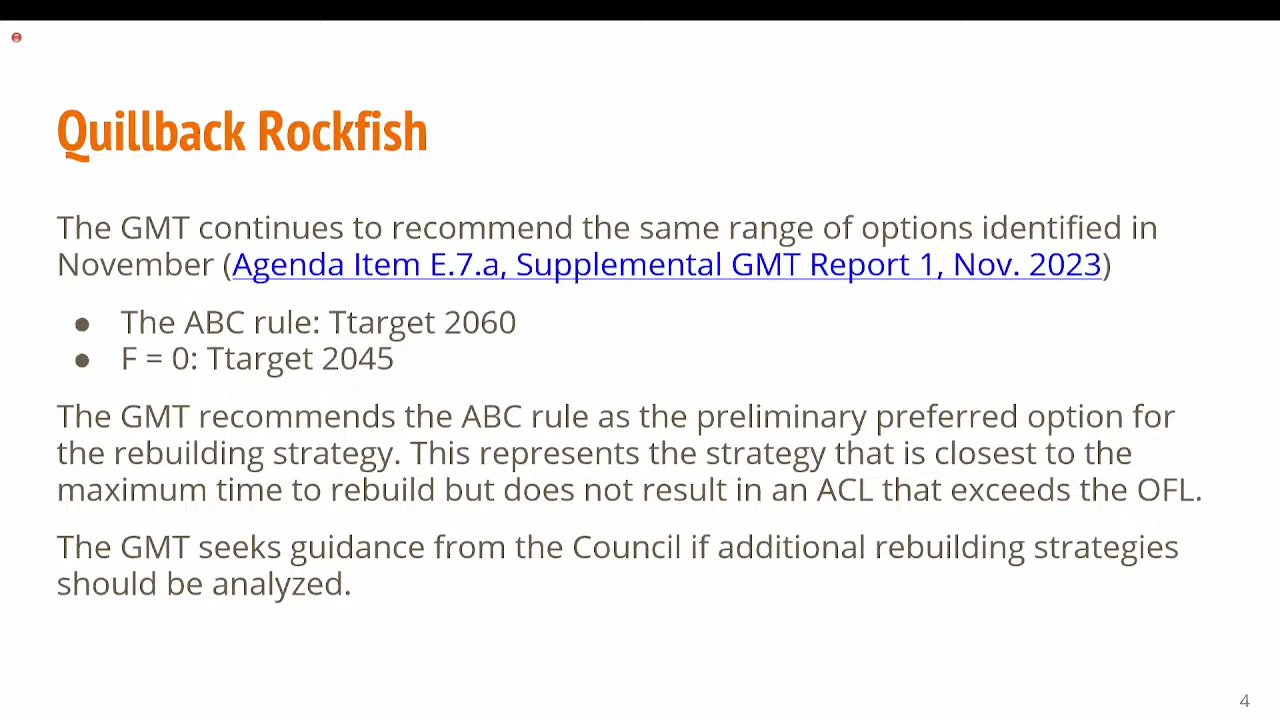 Quillback Rockfish
The GMT continues to recommend the same range of options identified in
November (Agenda Item E.7.a, Supplemental GMT Report 1, Nov. 2023)
● The ABC rule: Ttarget 2060
● F = 0: Ttarget 2045
The GMT recommends the ABC rule as the preliminary preferred option for
the rebuilding strategy. This represents the strategy that is closest to the
maximum time to rebuild but does not result in an ACL that exceeds the OFL.
The GMT seeks guidance from the Council if additional rebuilding strategies
should be analyzed.
4